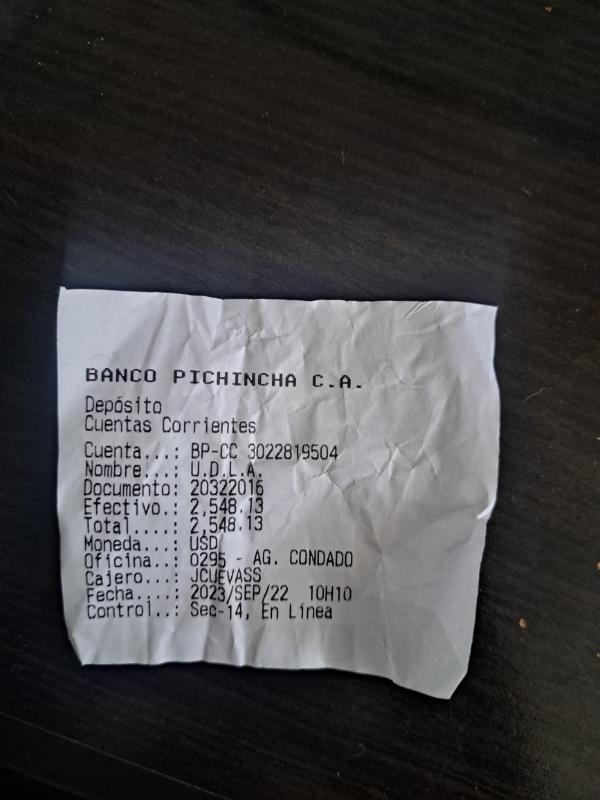 BANCO PICHINCHA C.A.
Depósito
Cuentas Corrientes
Cuenta...: BP-CC 3022819504
Nombre...: U.D.L.A.
Documento: 20322016
Efectivo.: 2,548.13
Total....: 2,548.13
Moneda...: USD
Oficina..: 0295 - AG. CONDADO
Cajero...: JCUEVASS
Fecha....: 2023/SEP/22 10H10
Control..: Sec-14, En Línea